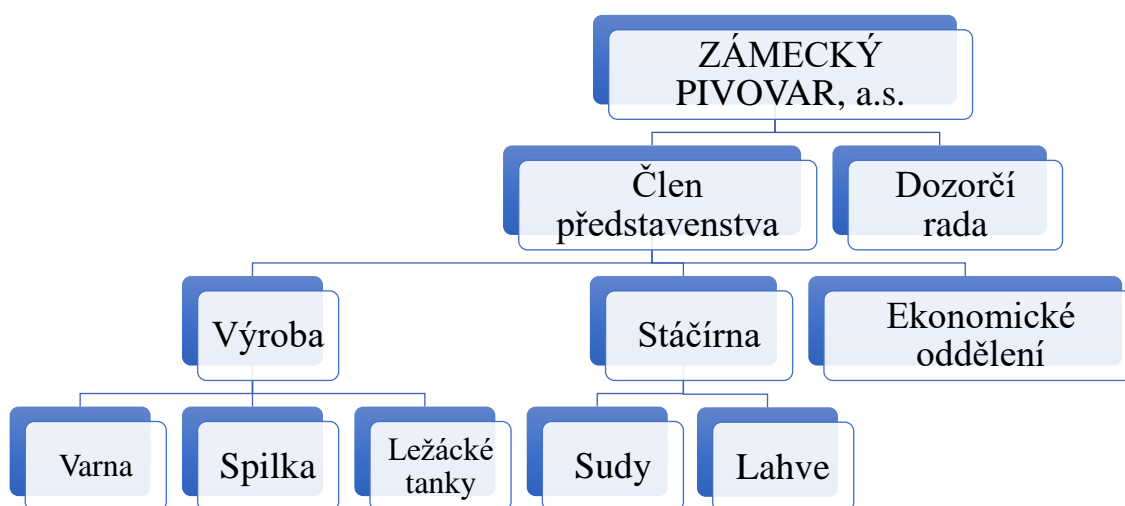 ZÁMECKÝ
PIVOVAR, a.s.
Člen
představenstva
Dozorčí
rada
Výroba
Stáčírna
Ekonomické
oddělení
Varna
Spilka
Ležácké
tanky
Sudy
Lahve